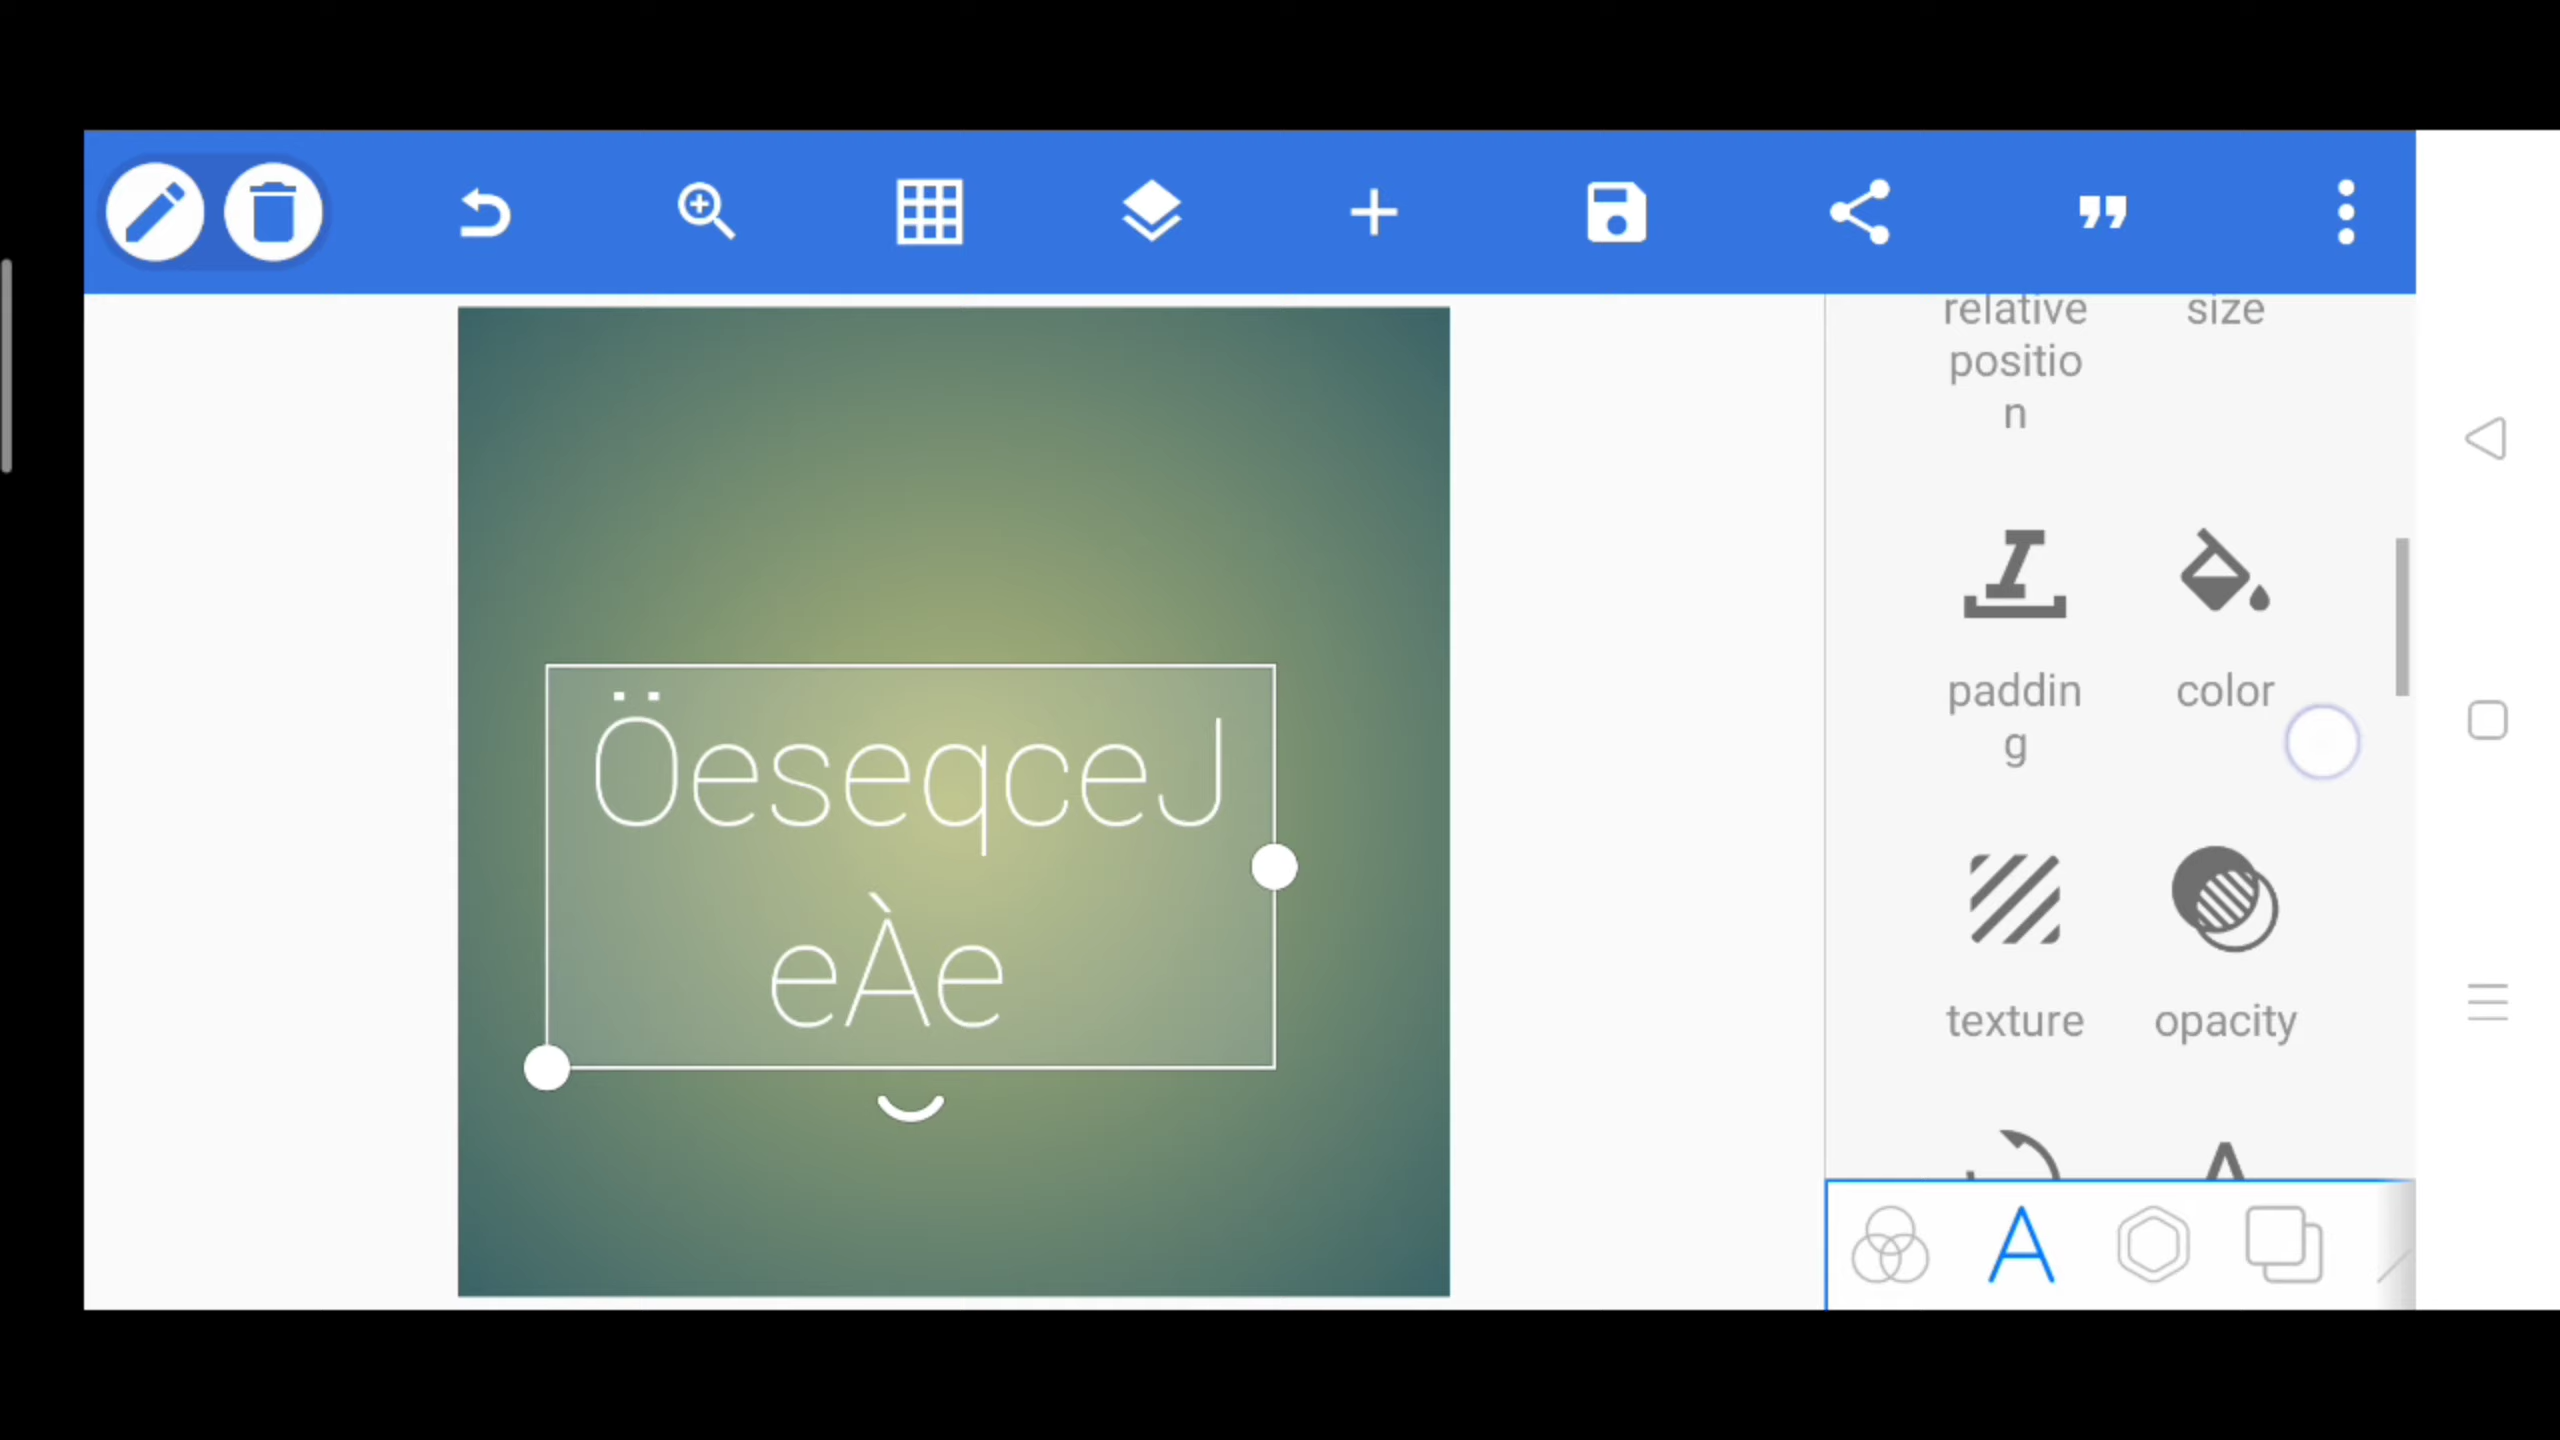 relative
positio
n
size
paddin
g
color
ÖeseqceJ
eÀe
texture
opacity